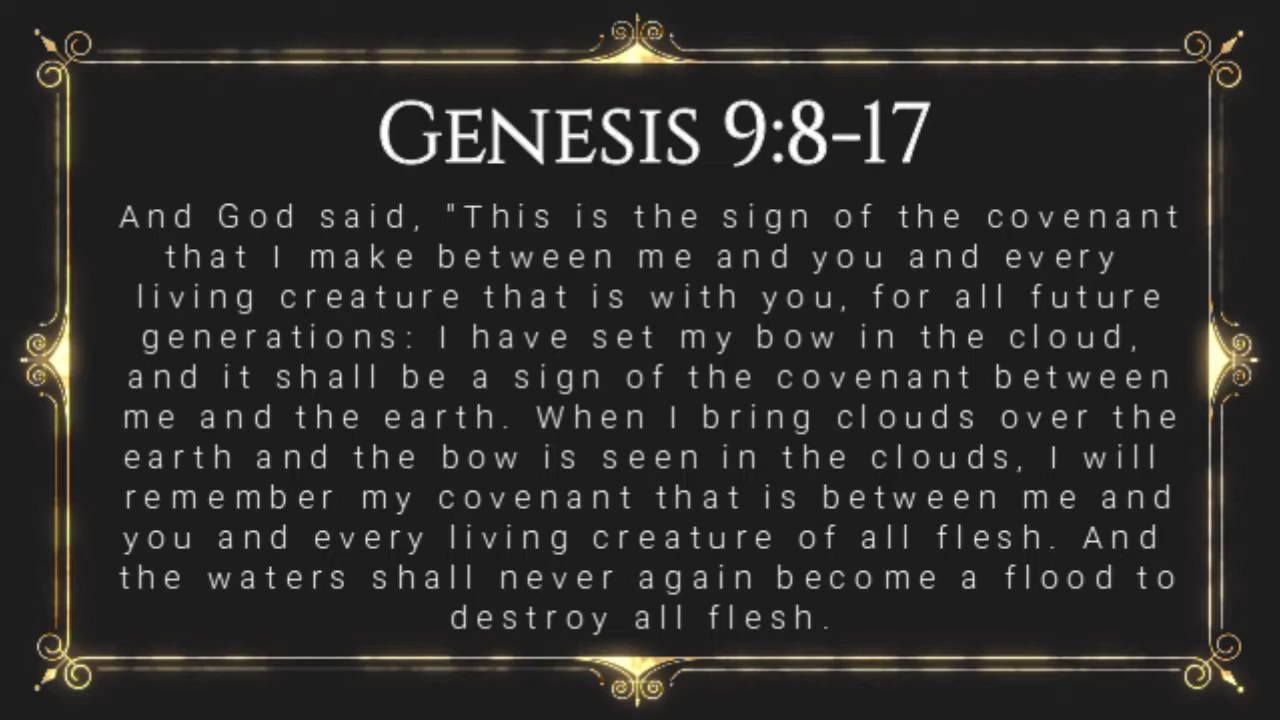 GENESIS 9:8-17
And God said, "This is the sign of the covenant
that I make between me and you and every
living creature that is with you, for all future
generations: I have set my bow in the cloud,
and it shall be a sign of the covenant between
me and the earth. When I bring clouds over the
earth and the bow is seen in the clouds, I will
remember my covenant that is between me and
you and every living creature of all flesh. And
the waters shall never again become a flood to
destroy all flesh.